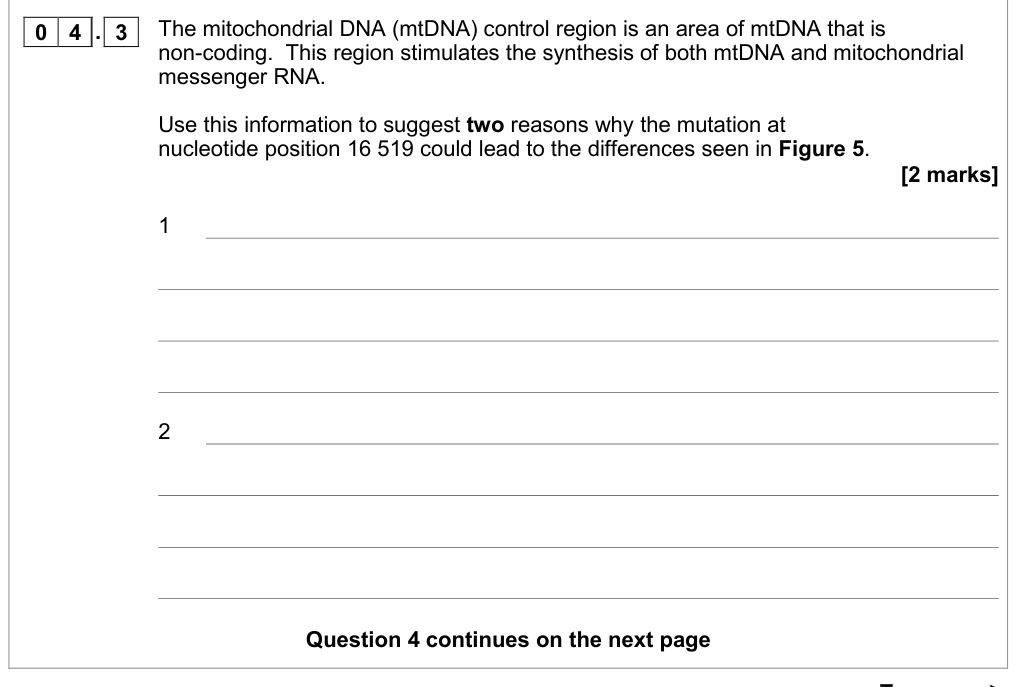 0 4 . 3 The mitochondrial DNA (mtDNA) control region is an area of mtDNA that is
non-coding. This region stimulates the synthesis of both mtDNA and mitochondrial
messenger RNA.
Use this information to suggest two reasons why the mutation at
nucleotide position 16 519 could lead to the differences seen in Figure 5.
[2 marks]
1
2
Question 4 continues on the next page